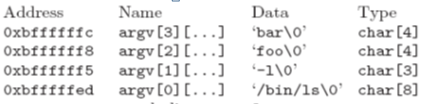 Address Name Data Type
0xbffffffc argv[3][...] ‘bar\0’ char[4]
0xbffffff8 argv[2][...] ‘foo\0’ char[4]
0xbffffff5 argv[1][...] ‘-l\0’ char[3]
0xbfffffed argv[0][...] ‘/bin/ls\0’ char[8]